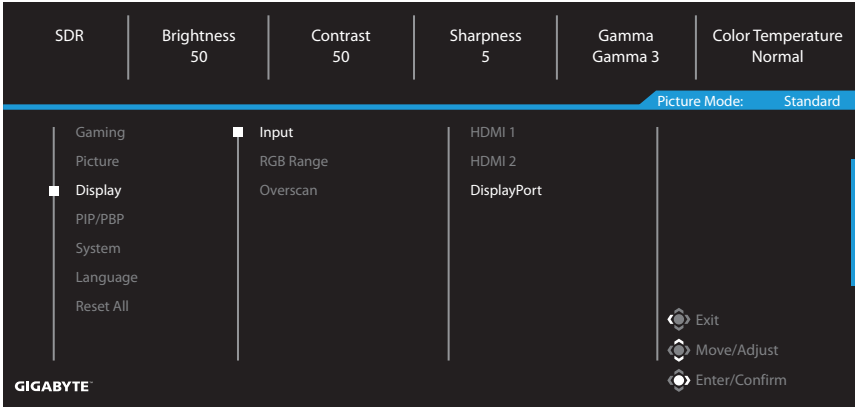 SDR Brightness Contrast Sharpness Gamma Color Temperature
50 50 5 Gamma 3 Normal
Picture Mode: Standard
Gaming Input HDMI 1
Picture RGB Range HDMI 2
Display Overscan DisplayPort
PIP/PBP
System
Language
Reset All
Exit
Move/Adjust
Enter/Confirm
GIGABYTE™